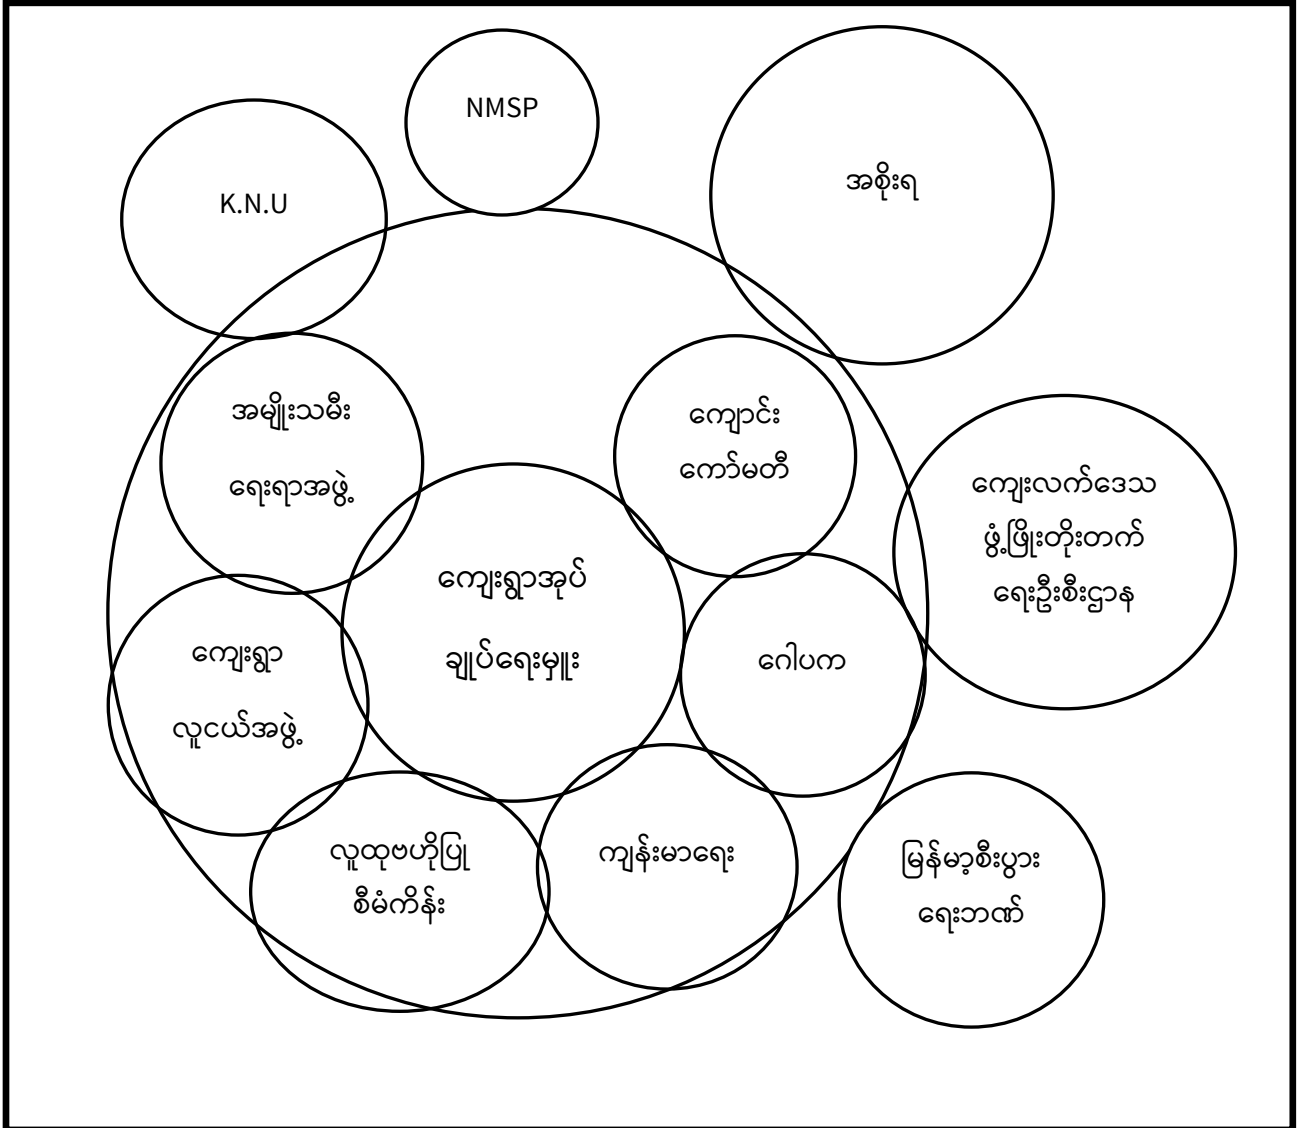 NMSP
K.N.U
အစိုးရ
အမျိုးသမီး
ရေးရာအဖွဲ့
ကျောင်း
ကော်မတီ
ကျေးလက်ဒေသ
ဖွံ့ဖြိုးတိုးတက်
ရေးဦးစီးဌာန
ကျေးရွာအုပ်
ချုပ်ရေးမှူး
ကျေးရွာ
လူငယ်အဖွဲ့
ဂေါပက
လူထုဗဟိုပြု
စီမံကိန်း
ကျန်းမာရေး
မြန်မာ့စီးပွား
ရေးဘဏ်